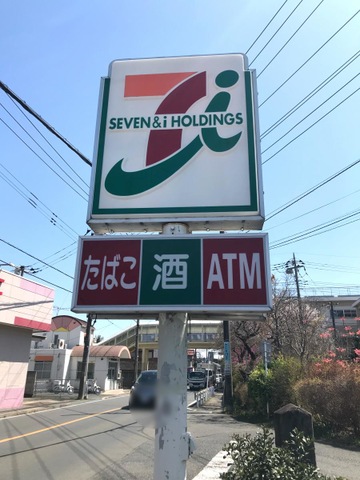 SEVEN & i HOLDINGS
たばこ 酒 ATM